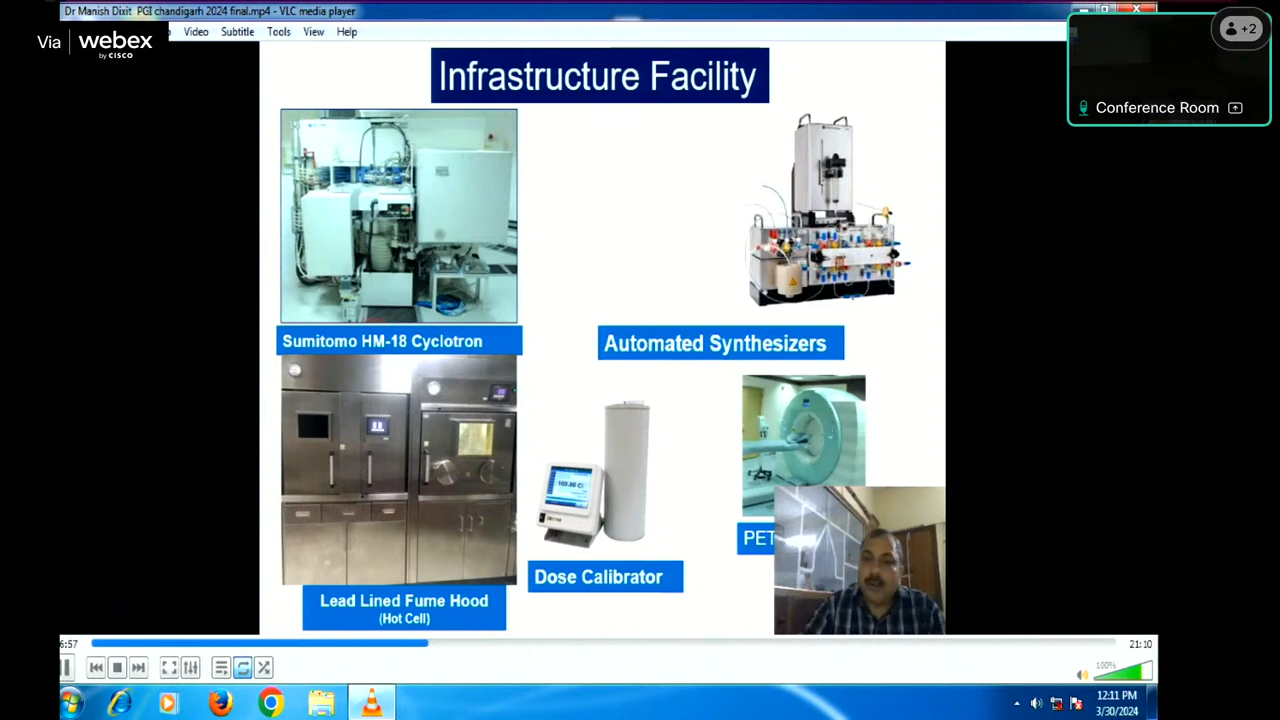 Dr Manish Dixit PGI chandigarh 2024 final.mp4 - VLC media player
Via webex
by CISCO
Video Subtitle Tools View Help
+2
Conference Room
Infrastructure Facility
Sumitomo HM-18 Cyclotron
Automated Synthesizers
Dose Calibrator
PET
Lead Lined Fume Hood
(Hot Cell)
6:57
21:10
100%
12:11 PM
3/30/2024